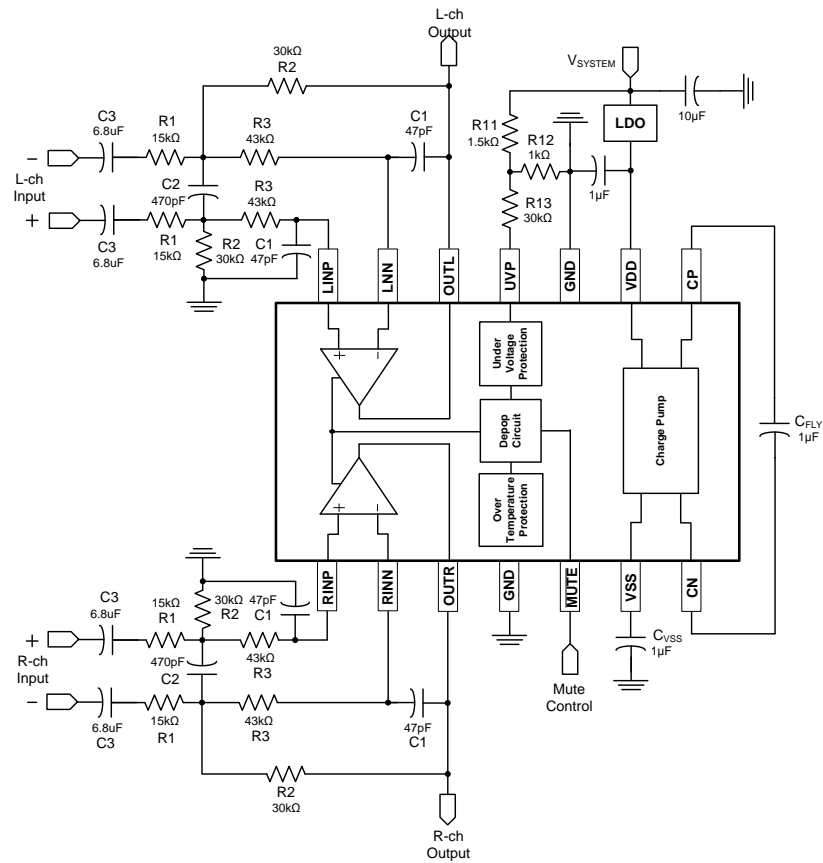 L-ch
Output
30kΩ
R2
V_SYSTEM
10µF
LDO
C3
6.8uF
R1
15kΩ
R3
43kΩ
C1
47pF
R11
1.5kΩ
R12
1kΩ
1µF
R13
30kΩ
−
L-ch
Input
+
C2
470pF
R3
43kΩ
C3
6.8uF
R1
15kΩ
R2
30kΩ
C1
47pF
LINP
LNN
OUTL
UVP
GND
VDD
CP
+
−
Under
Voltage
Protection
Depop
Circuit
Over
Temperature
Protection
Charge Pump
C_FLY
1µF
+
−
RINP
RINN
OUTR
GND
MUTE
VSS
CN
C3
6.8uF
15kΩ
R1
30kΩ
R2
47pF
C1
+
R-ch
Input
−
470pF
C2
43kΩ
R3
C_VSS
1µF
6.8uF
C3
15kΩ
R1
43kΩ
R3
47pF
C1
Mute
Control
R2
30kΩ
R-ch
Output